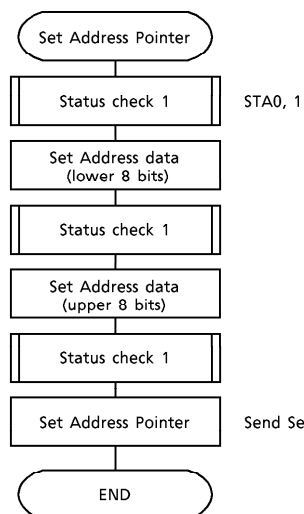 Set Address Pointer
Status check 1 STA0, 1
Set Address data
(lower 8 bits)
Status check 1
Set Address data
(upper 8 bits)
Status check 1
Set Address Pointer Send Se
END